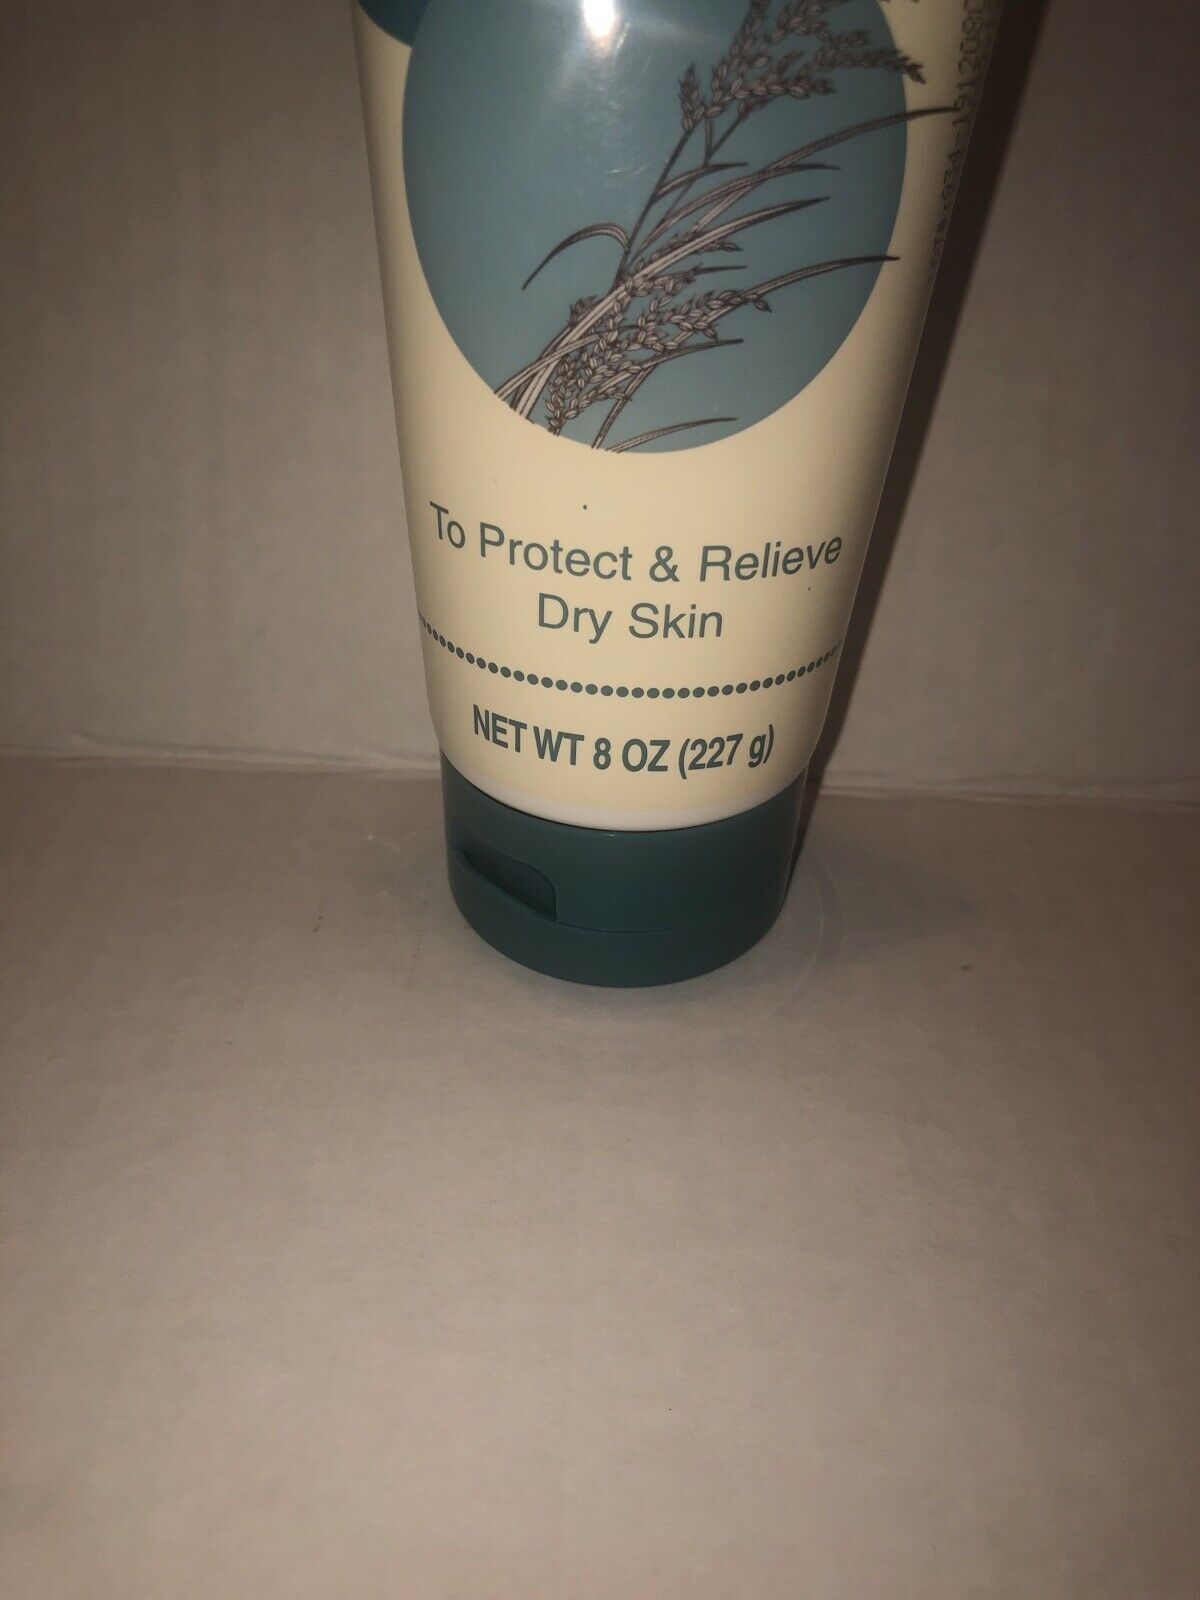 To Protect & Relieve
Dry Skin
NET WT 8 OZ (227 g)